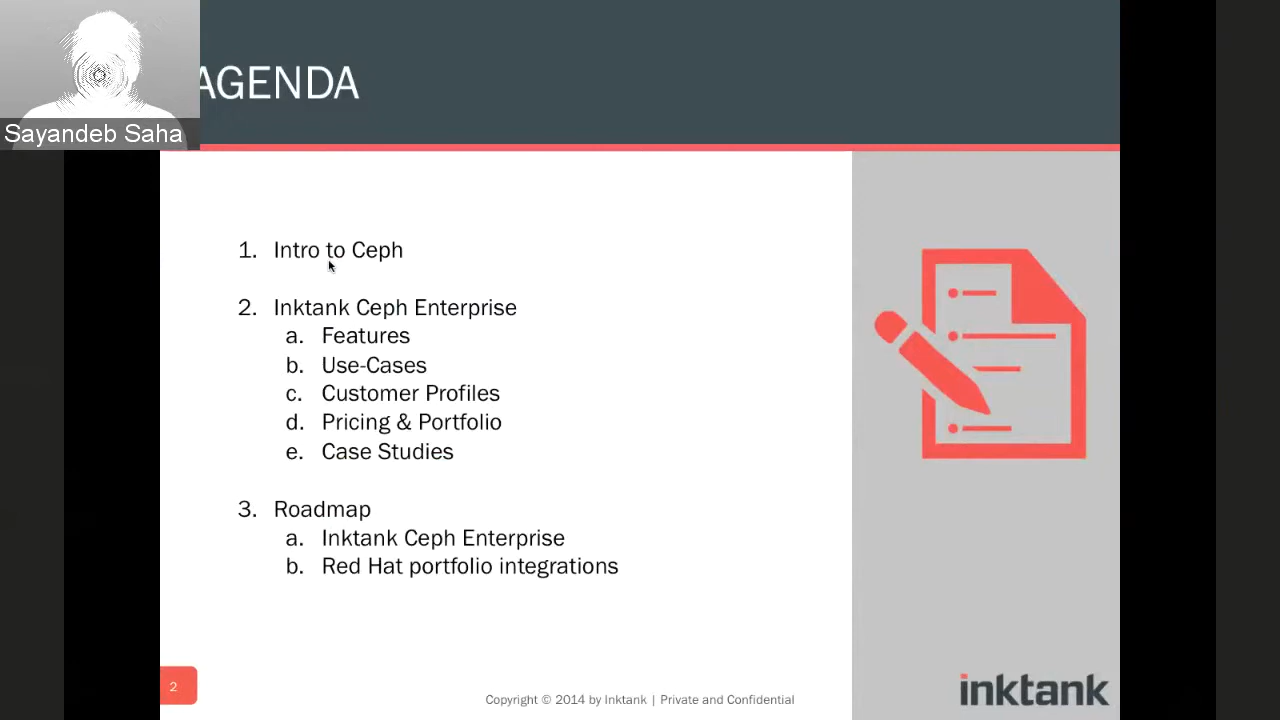 AGENDA
Sayandeb Saha
1. Intro to Ceph
2. Inktank Ceph Enterprise
a. Features
b. Use-Cases
c. Customer Profiles
d. Pricing & Portfolio
e. Case Studies
3. Roadmap
a. Inktank Ceph Enterprise
b. Red Hat portfolio integrations
2
Copyright © 2014 by Inktank | Private and Confidential
inktank